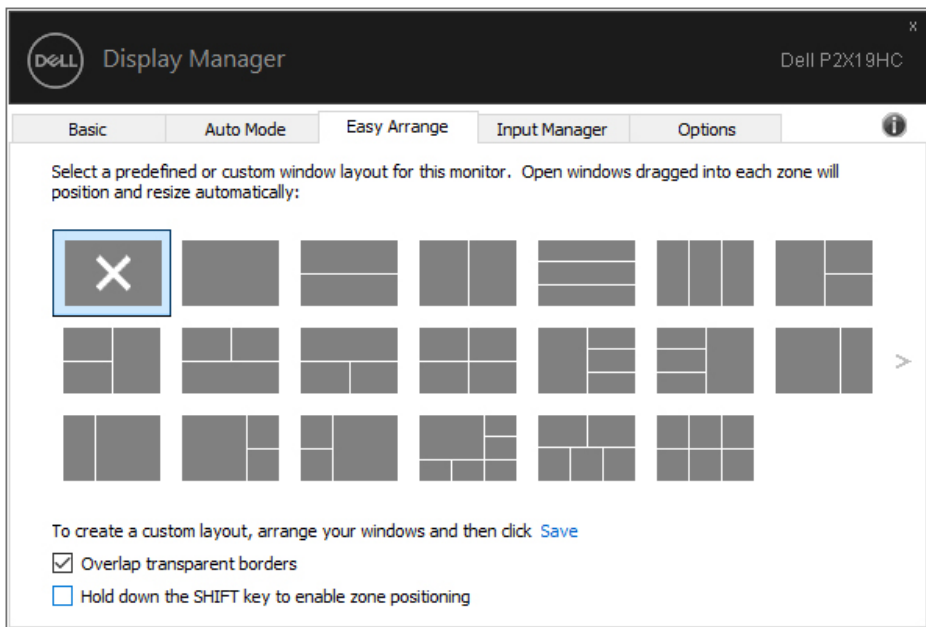 DELL
Display Manager
x
Dell P2X19HC
Basic
Auto Mode
Easy Arrange
Input Manager
Options
i
Select a predefined or custom window layout for this monitor.  Open windows dragged into each zone will
position and resize automatically:
>
To create a custom layout, arrange your windows and then click  Save
Overlap transparent borders
Hold down the SHIFT key to enable zone positioning